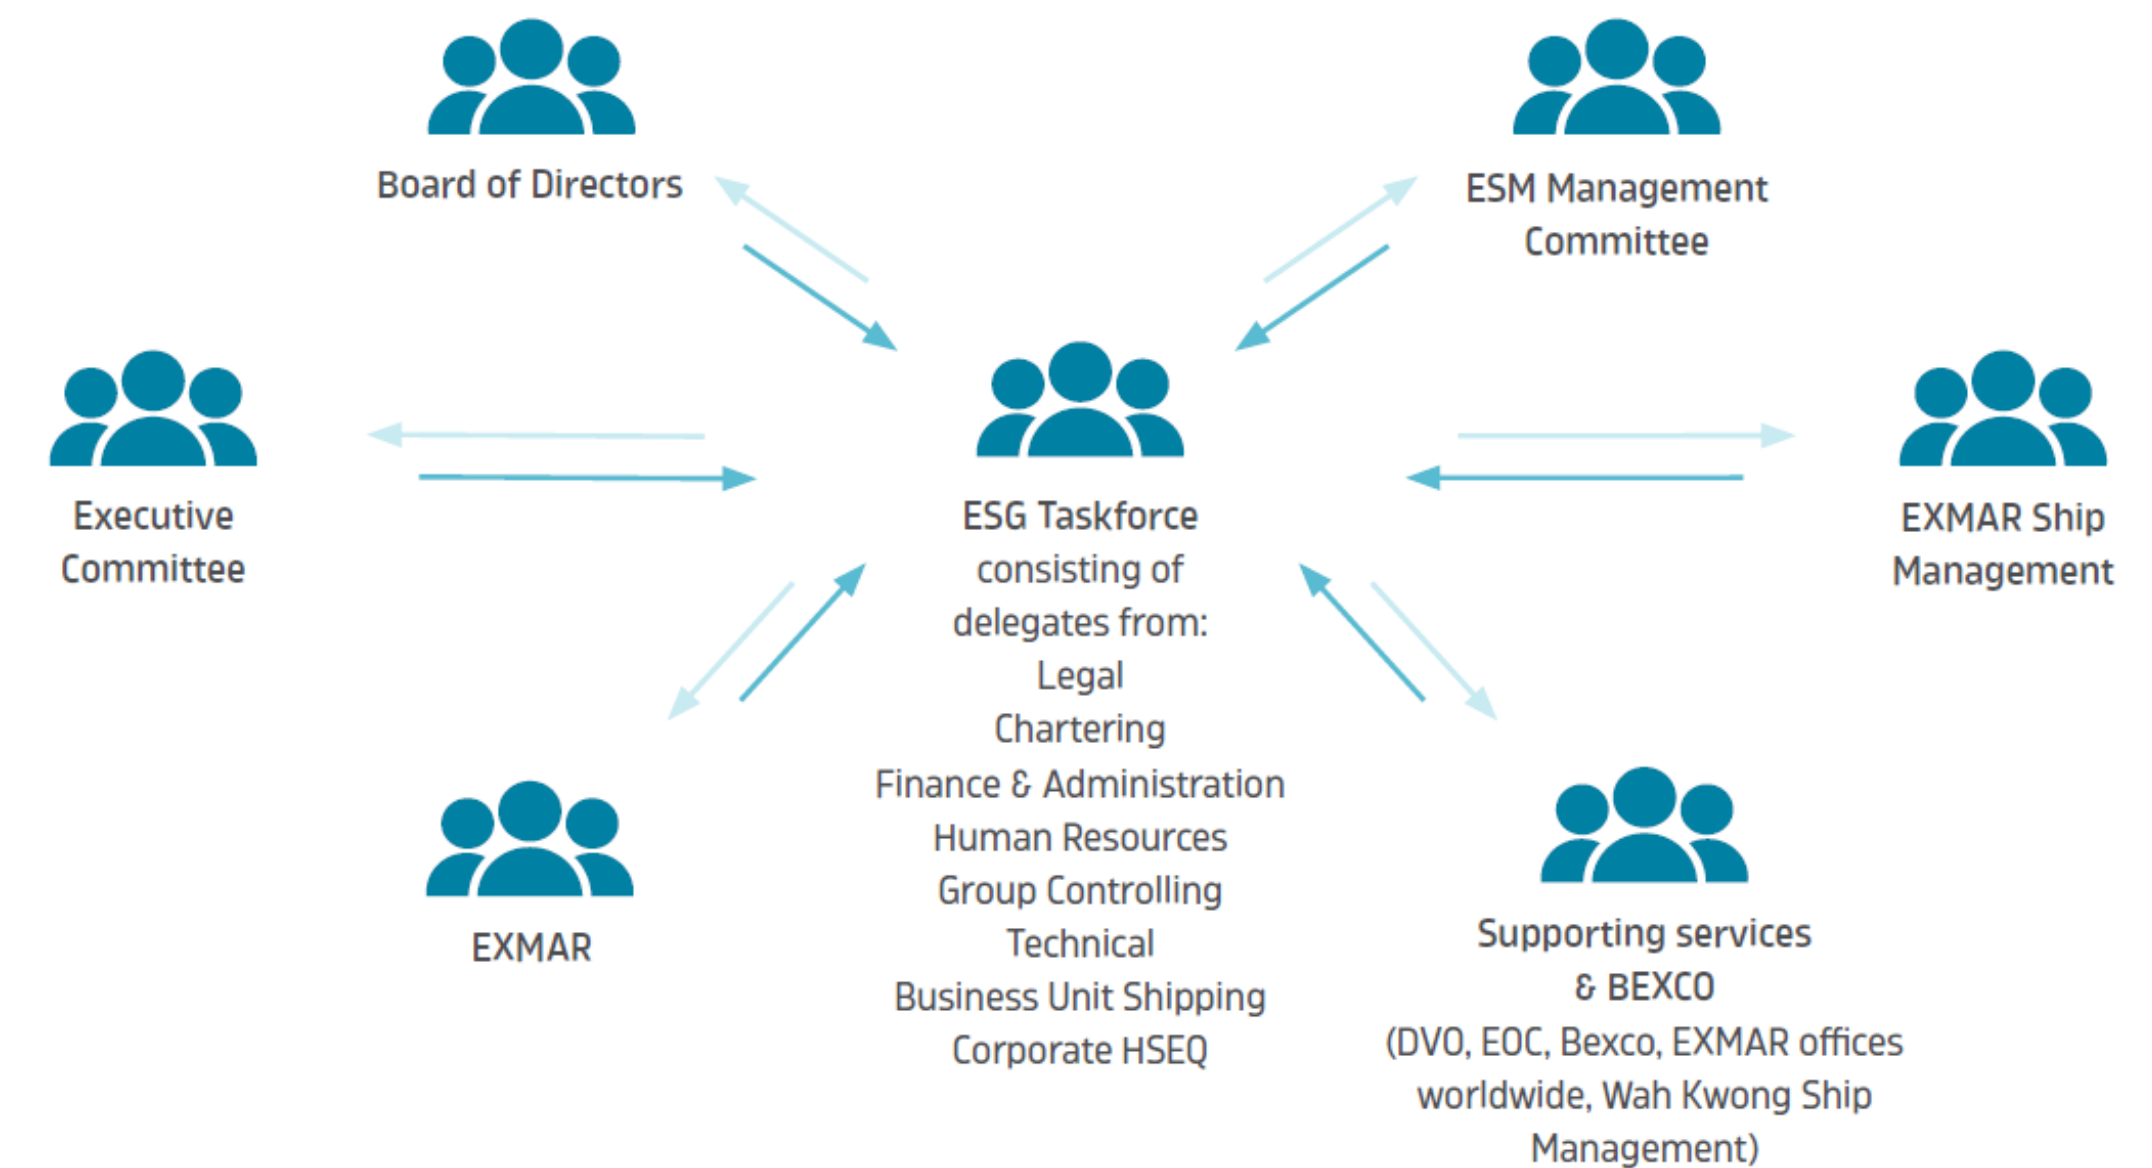 Board of Directors
ESM Management
Committee
Executive
Committee
ESG Taskforce
consisting of
delegates from:
Legal
Chartering
Finance & Administration
Human Resources
Group Controlling
Technical
Business Unit Shipping
Corporate HSEQ
EXMAR Ship
Management
EXMAR
Supporting services
& BEXCO
(DVO, EOC, Bexco, EXMAR offices
worldwide, Wah Kwong Ship
Management)